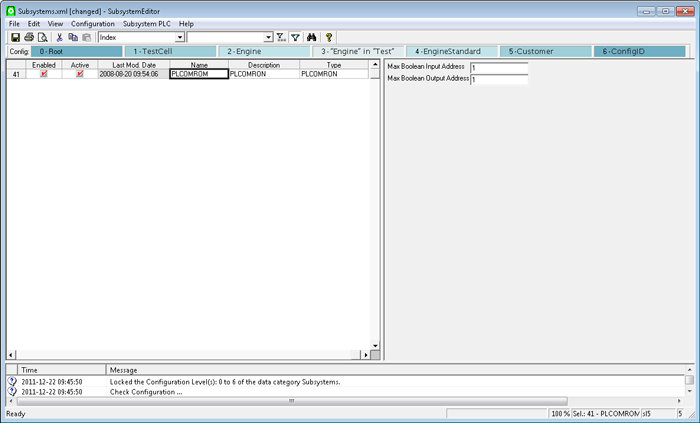 Subsystems.xml [changed] - SubsystemEditor
File Edit View Configuration Subsystem PLC Help
Index
Config: 0 - Root 1 - TestCell 2 - Engine 3 - "Engine" in "Test" 4 - EngineStandard 5 - Customer 6 - ConfigID
Enabled Active Last Mod. Date Name Description Type
41 2008-08-20 09:54:06 PLCOMROM PLCOMRON PLCOMRON
Max Boolean Input Address 1
Max Boolean Output Address 1
Time Message
2011-12-22 09:45:50 Locked the Configuration Level(s): 0 to 6 of the data category Subsystems.
2011-12-22 09:45:50 Check Configuration ...
Ready 100 % Sel.: 41 - PLCOMROM sl5 5